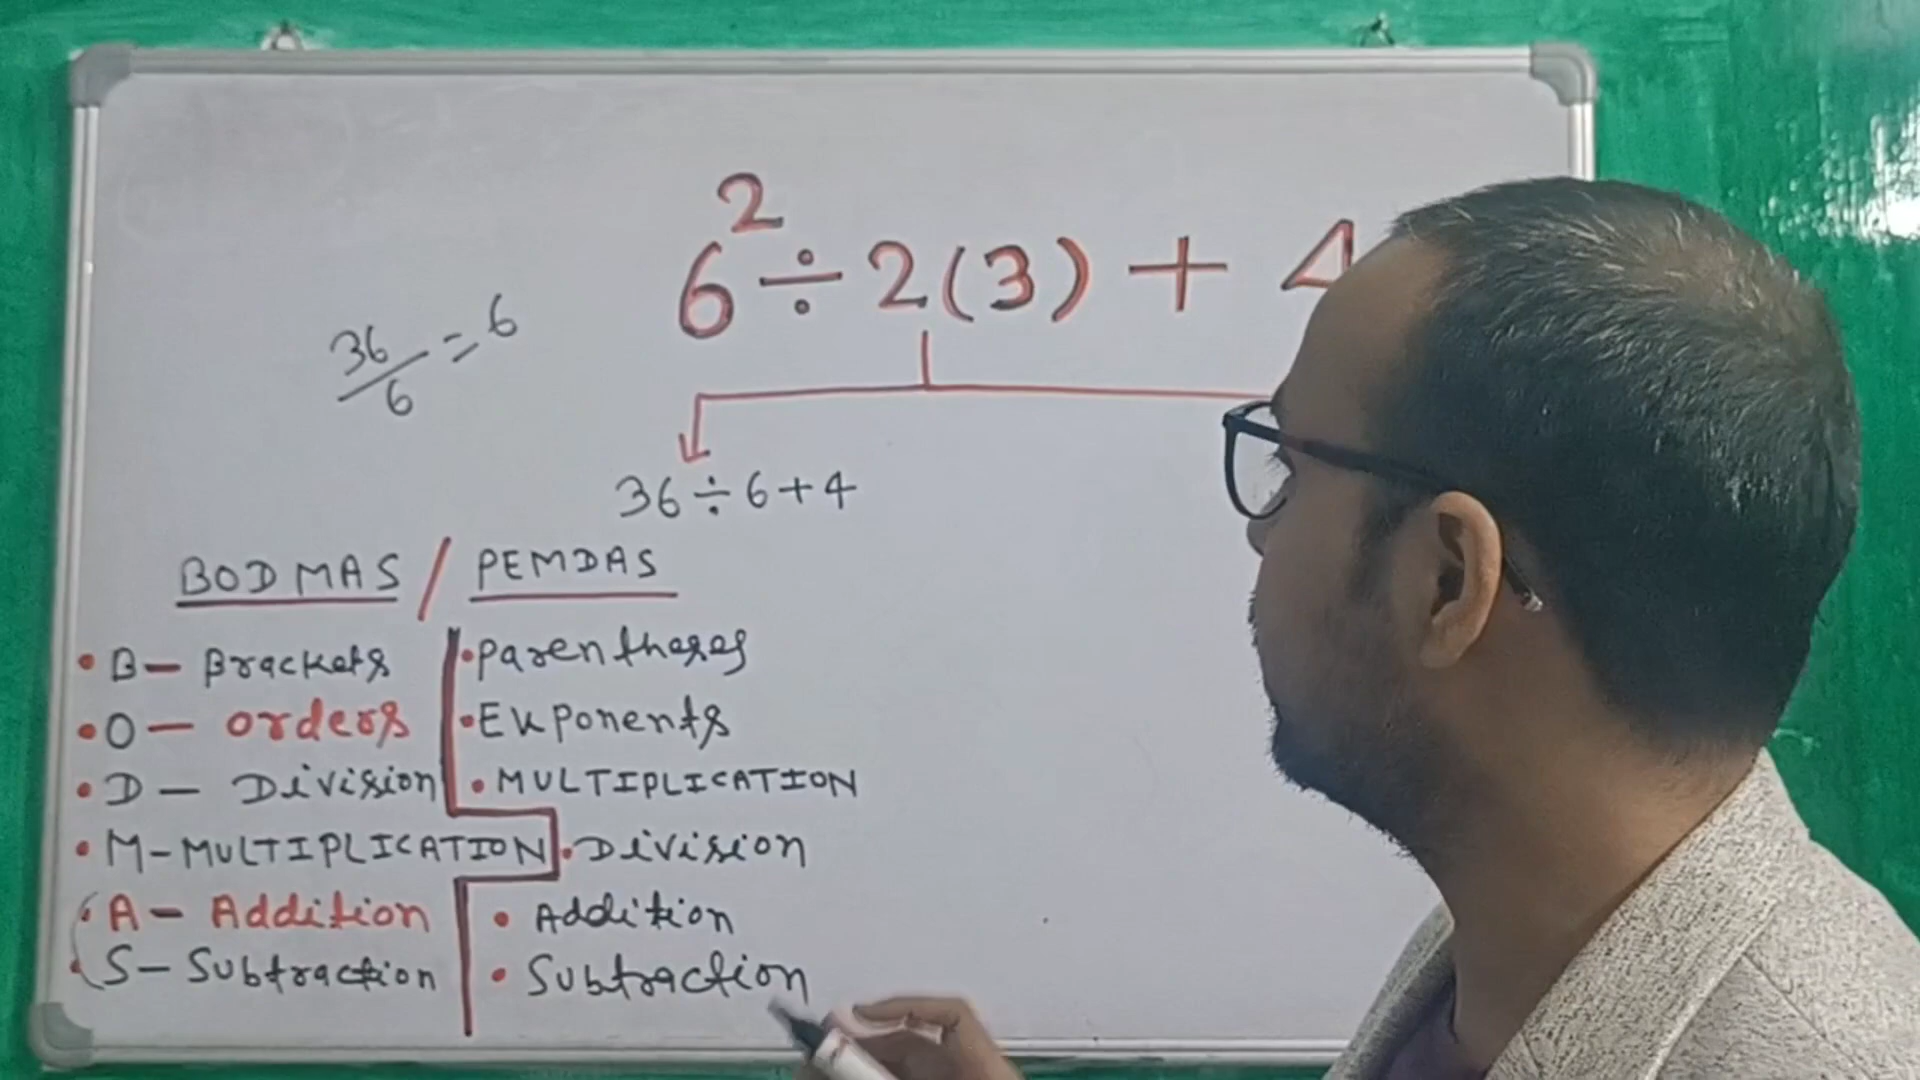 6² ÷ 2(3) + 4
36/6 = 6
36 ÷ 6 + 4
BODMAS / PEMDAS
• B — Brackets
• Parentheses
• O — orders
• Exponents
• D — Division
• MULTIPLICATION
• M - MULTIPLICATION
• Division
• A — Addition
• Addition
• S — Subtraction
• Subtraction